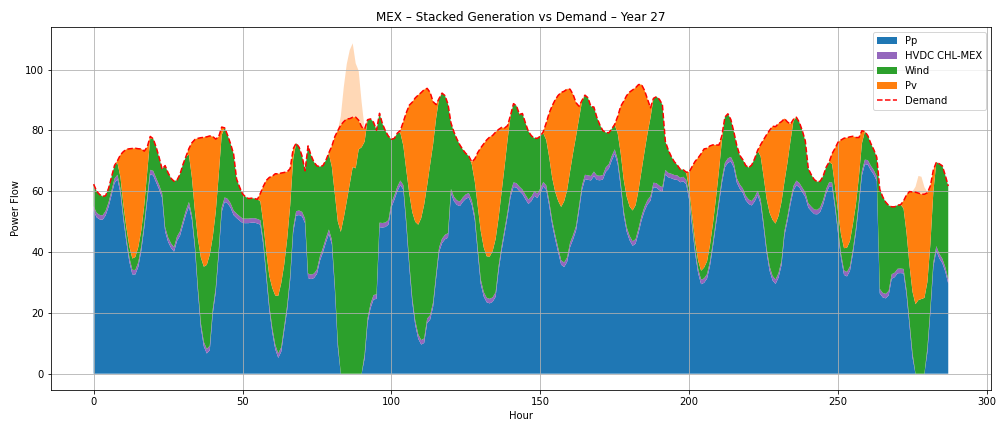 MEX – Stacked Generation vs Demand – Year 27
Power Flow
100
80
60
40
20
0
Pp
HVDC CHL-MEX
Wind
Pv
Demand
0 50 100 150 200 250 300
Hour